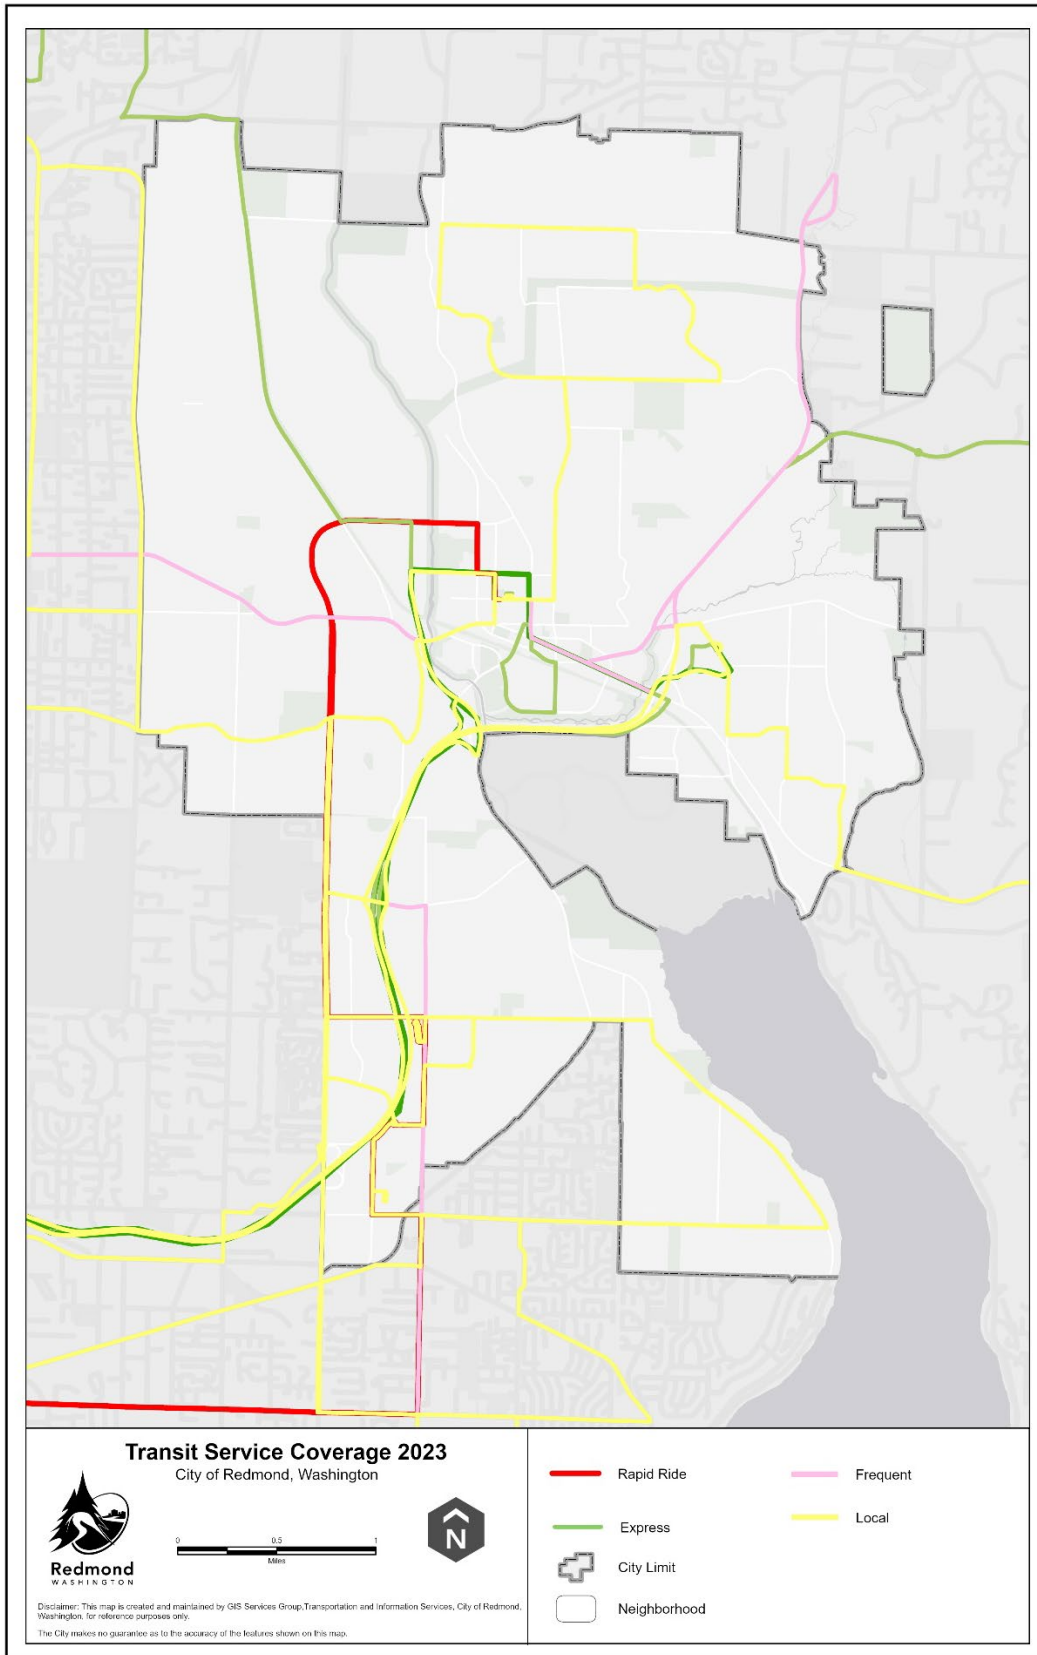 Transit Service Coverage 2023
City of Redmond, Washington
Redmond
WASHINGTON
0 0.5 1
Miles
N
Disclaimer: This map is created and maintained by GIS Services Group,Transportation and Information Services, City of Redmond,
Washington, for reference purposes only.
The City makes no guarantee as to the accuracy of the features shown on this map.
Rapid Ride
Express
City Limit
Neighborhood
Frequent
Local